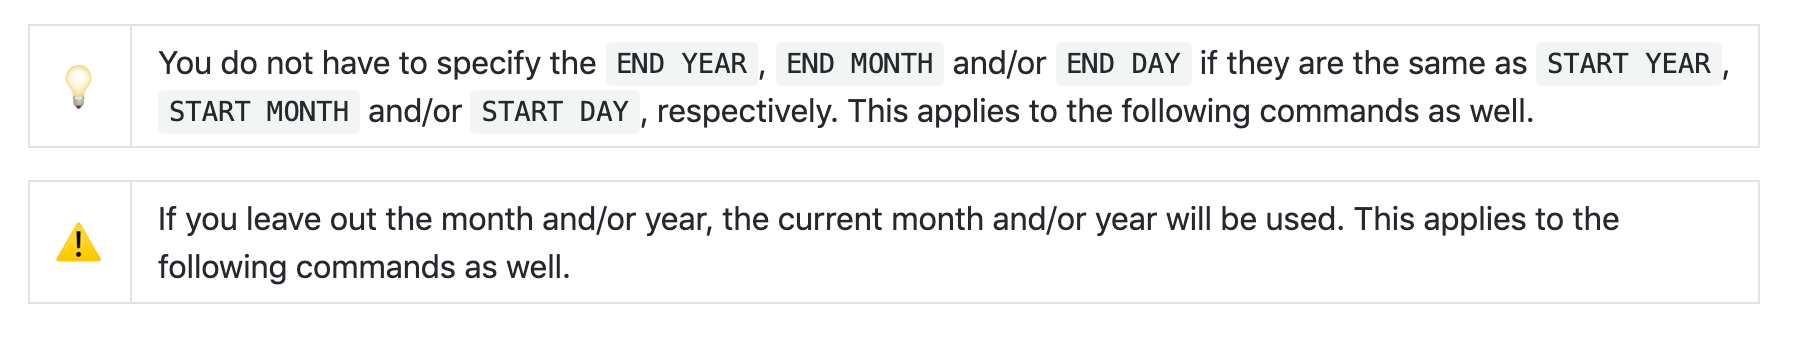 You do not have to specify the END YEAR, END MONTH and/or END DAY if they are the same as START YEAR,
START MONTH and/or START DAY, respectively. This applies to the following commands as well.
If you leave out the month and/or year, the current month and/or year will be used. This applies to the
following commands as well.